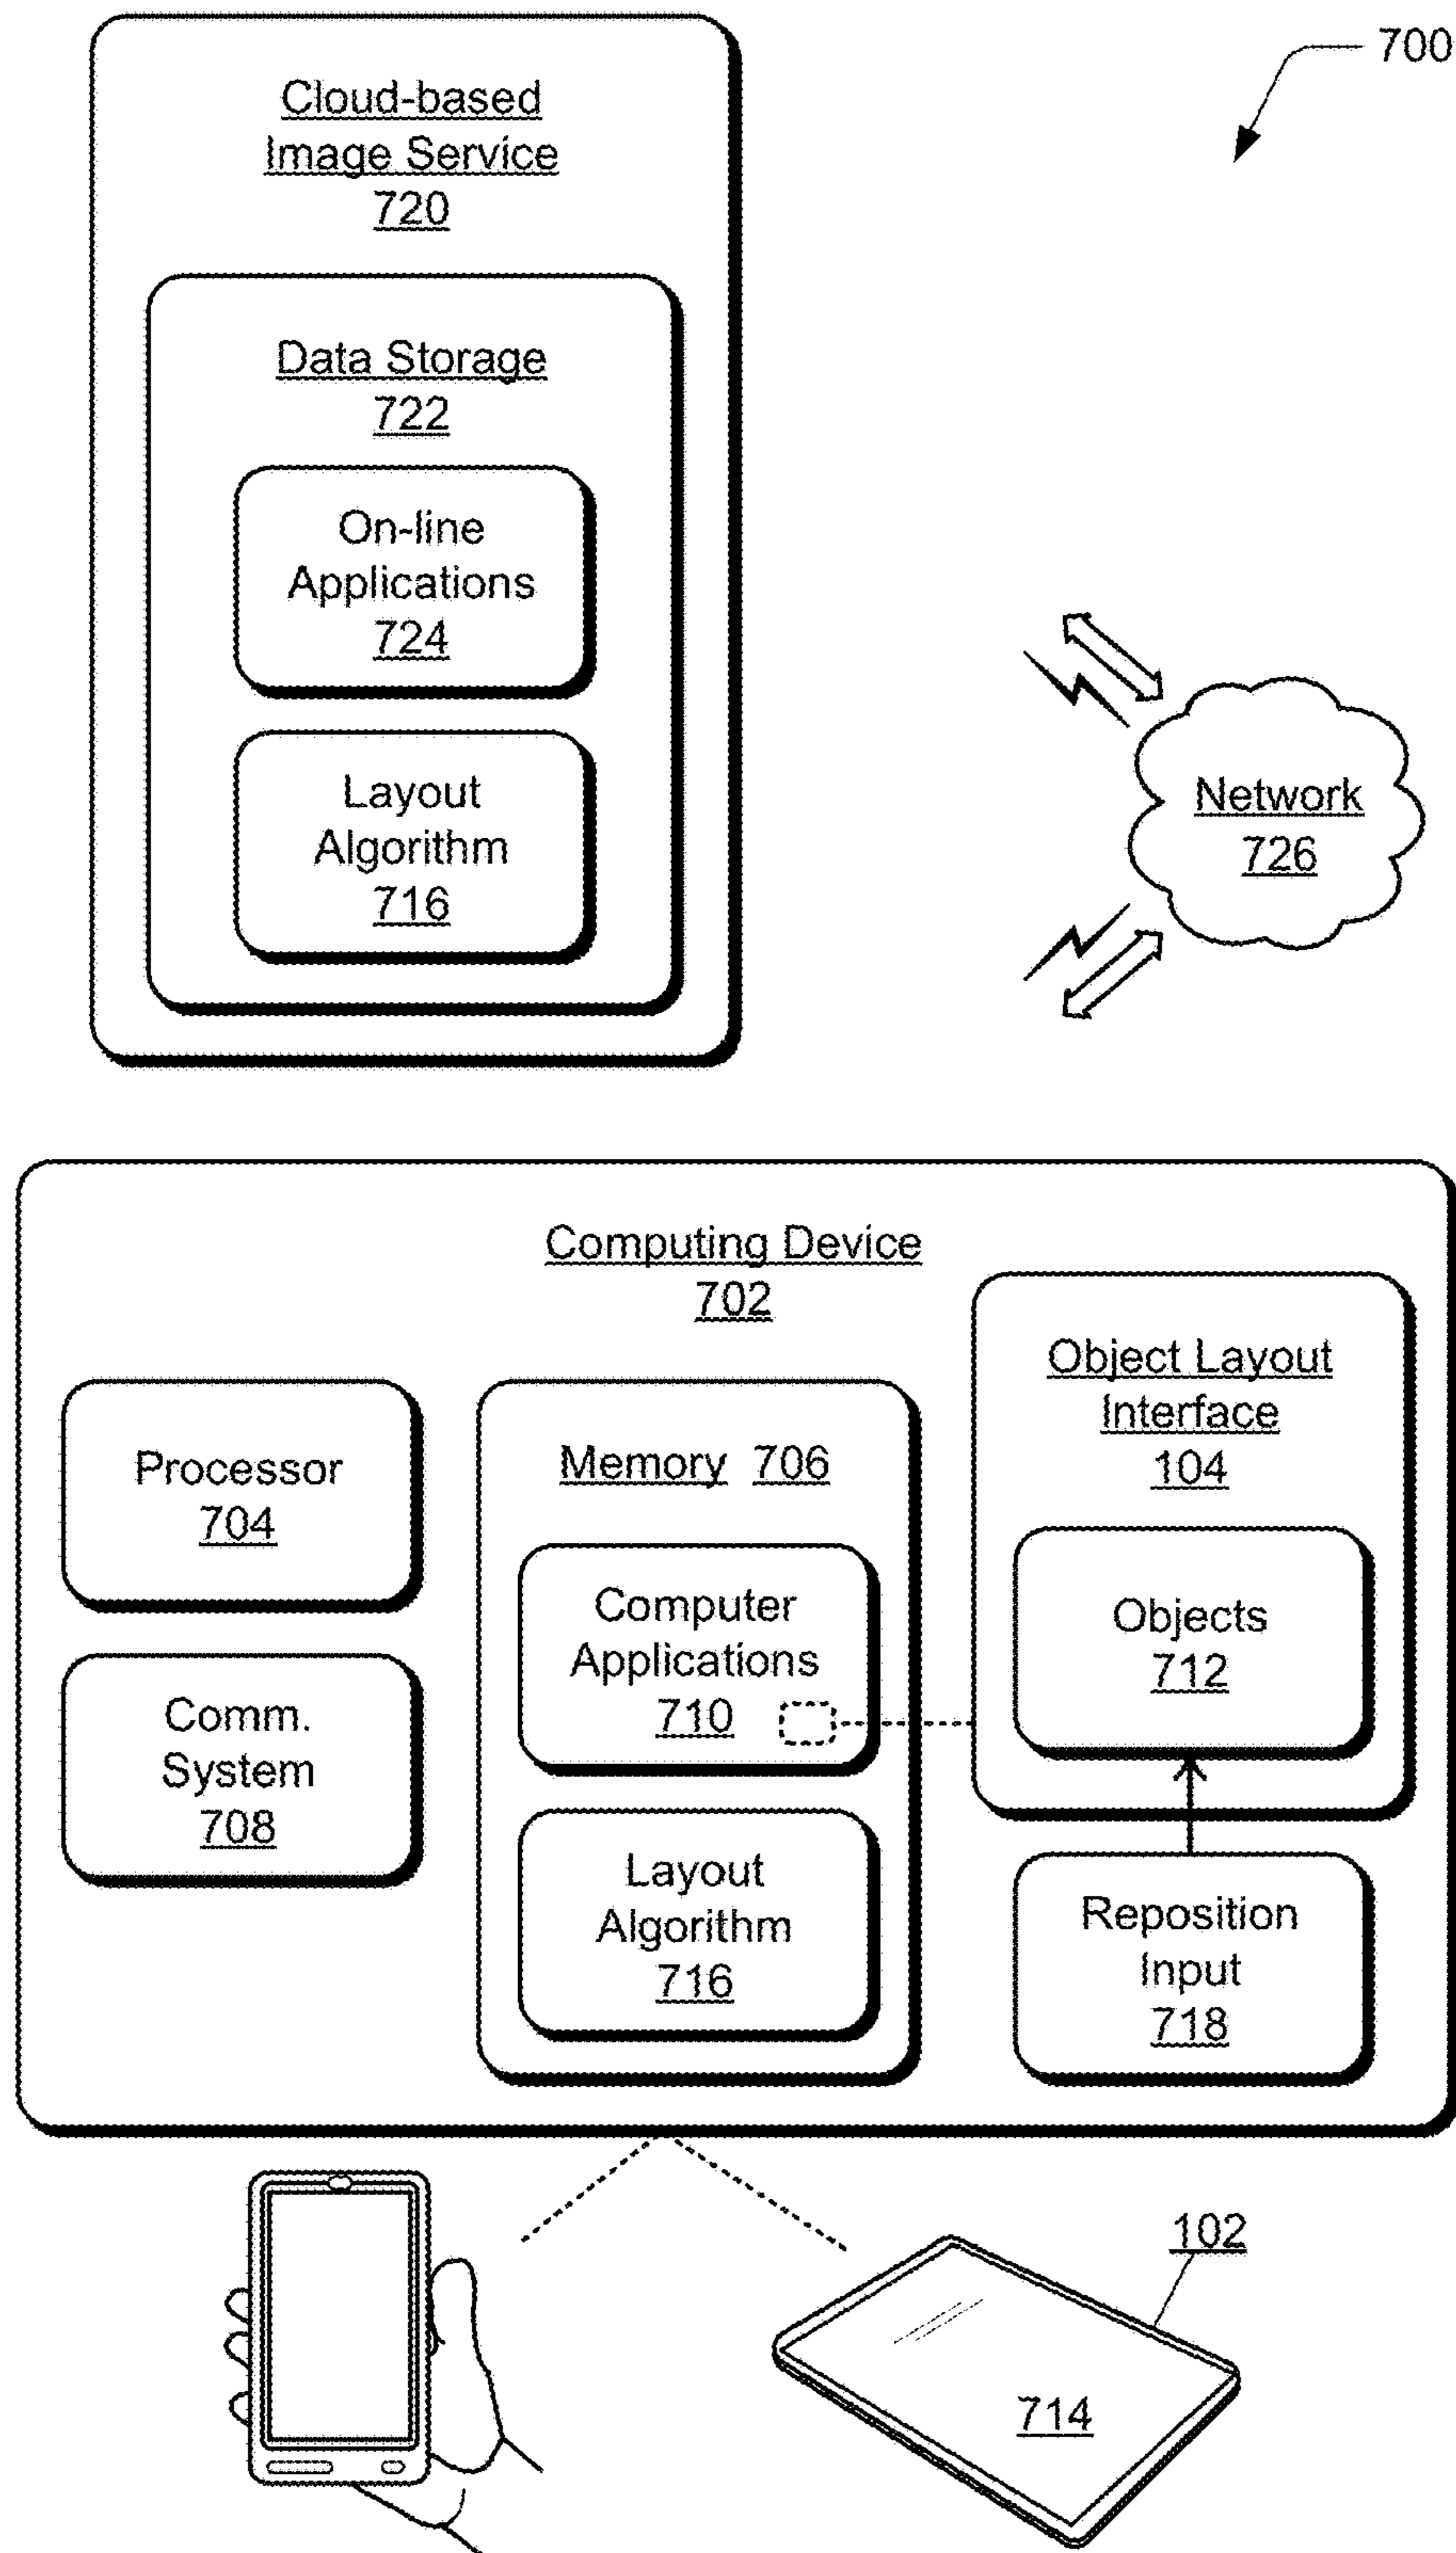 700
Cloud-based
Image Service
720
Data Storage
722
On-line
Applications
724
Layout
Algorithm
716
Network
726
Computing Device
702
Processor
704
Comm.
System
708
Memory 706
Computer
Applications
710
Layout
Algorithm
716
Object Layout
Interface
104
Objects
712
Reposition
Input
718
102
714